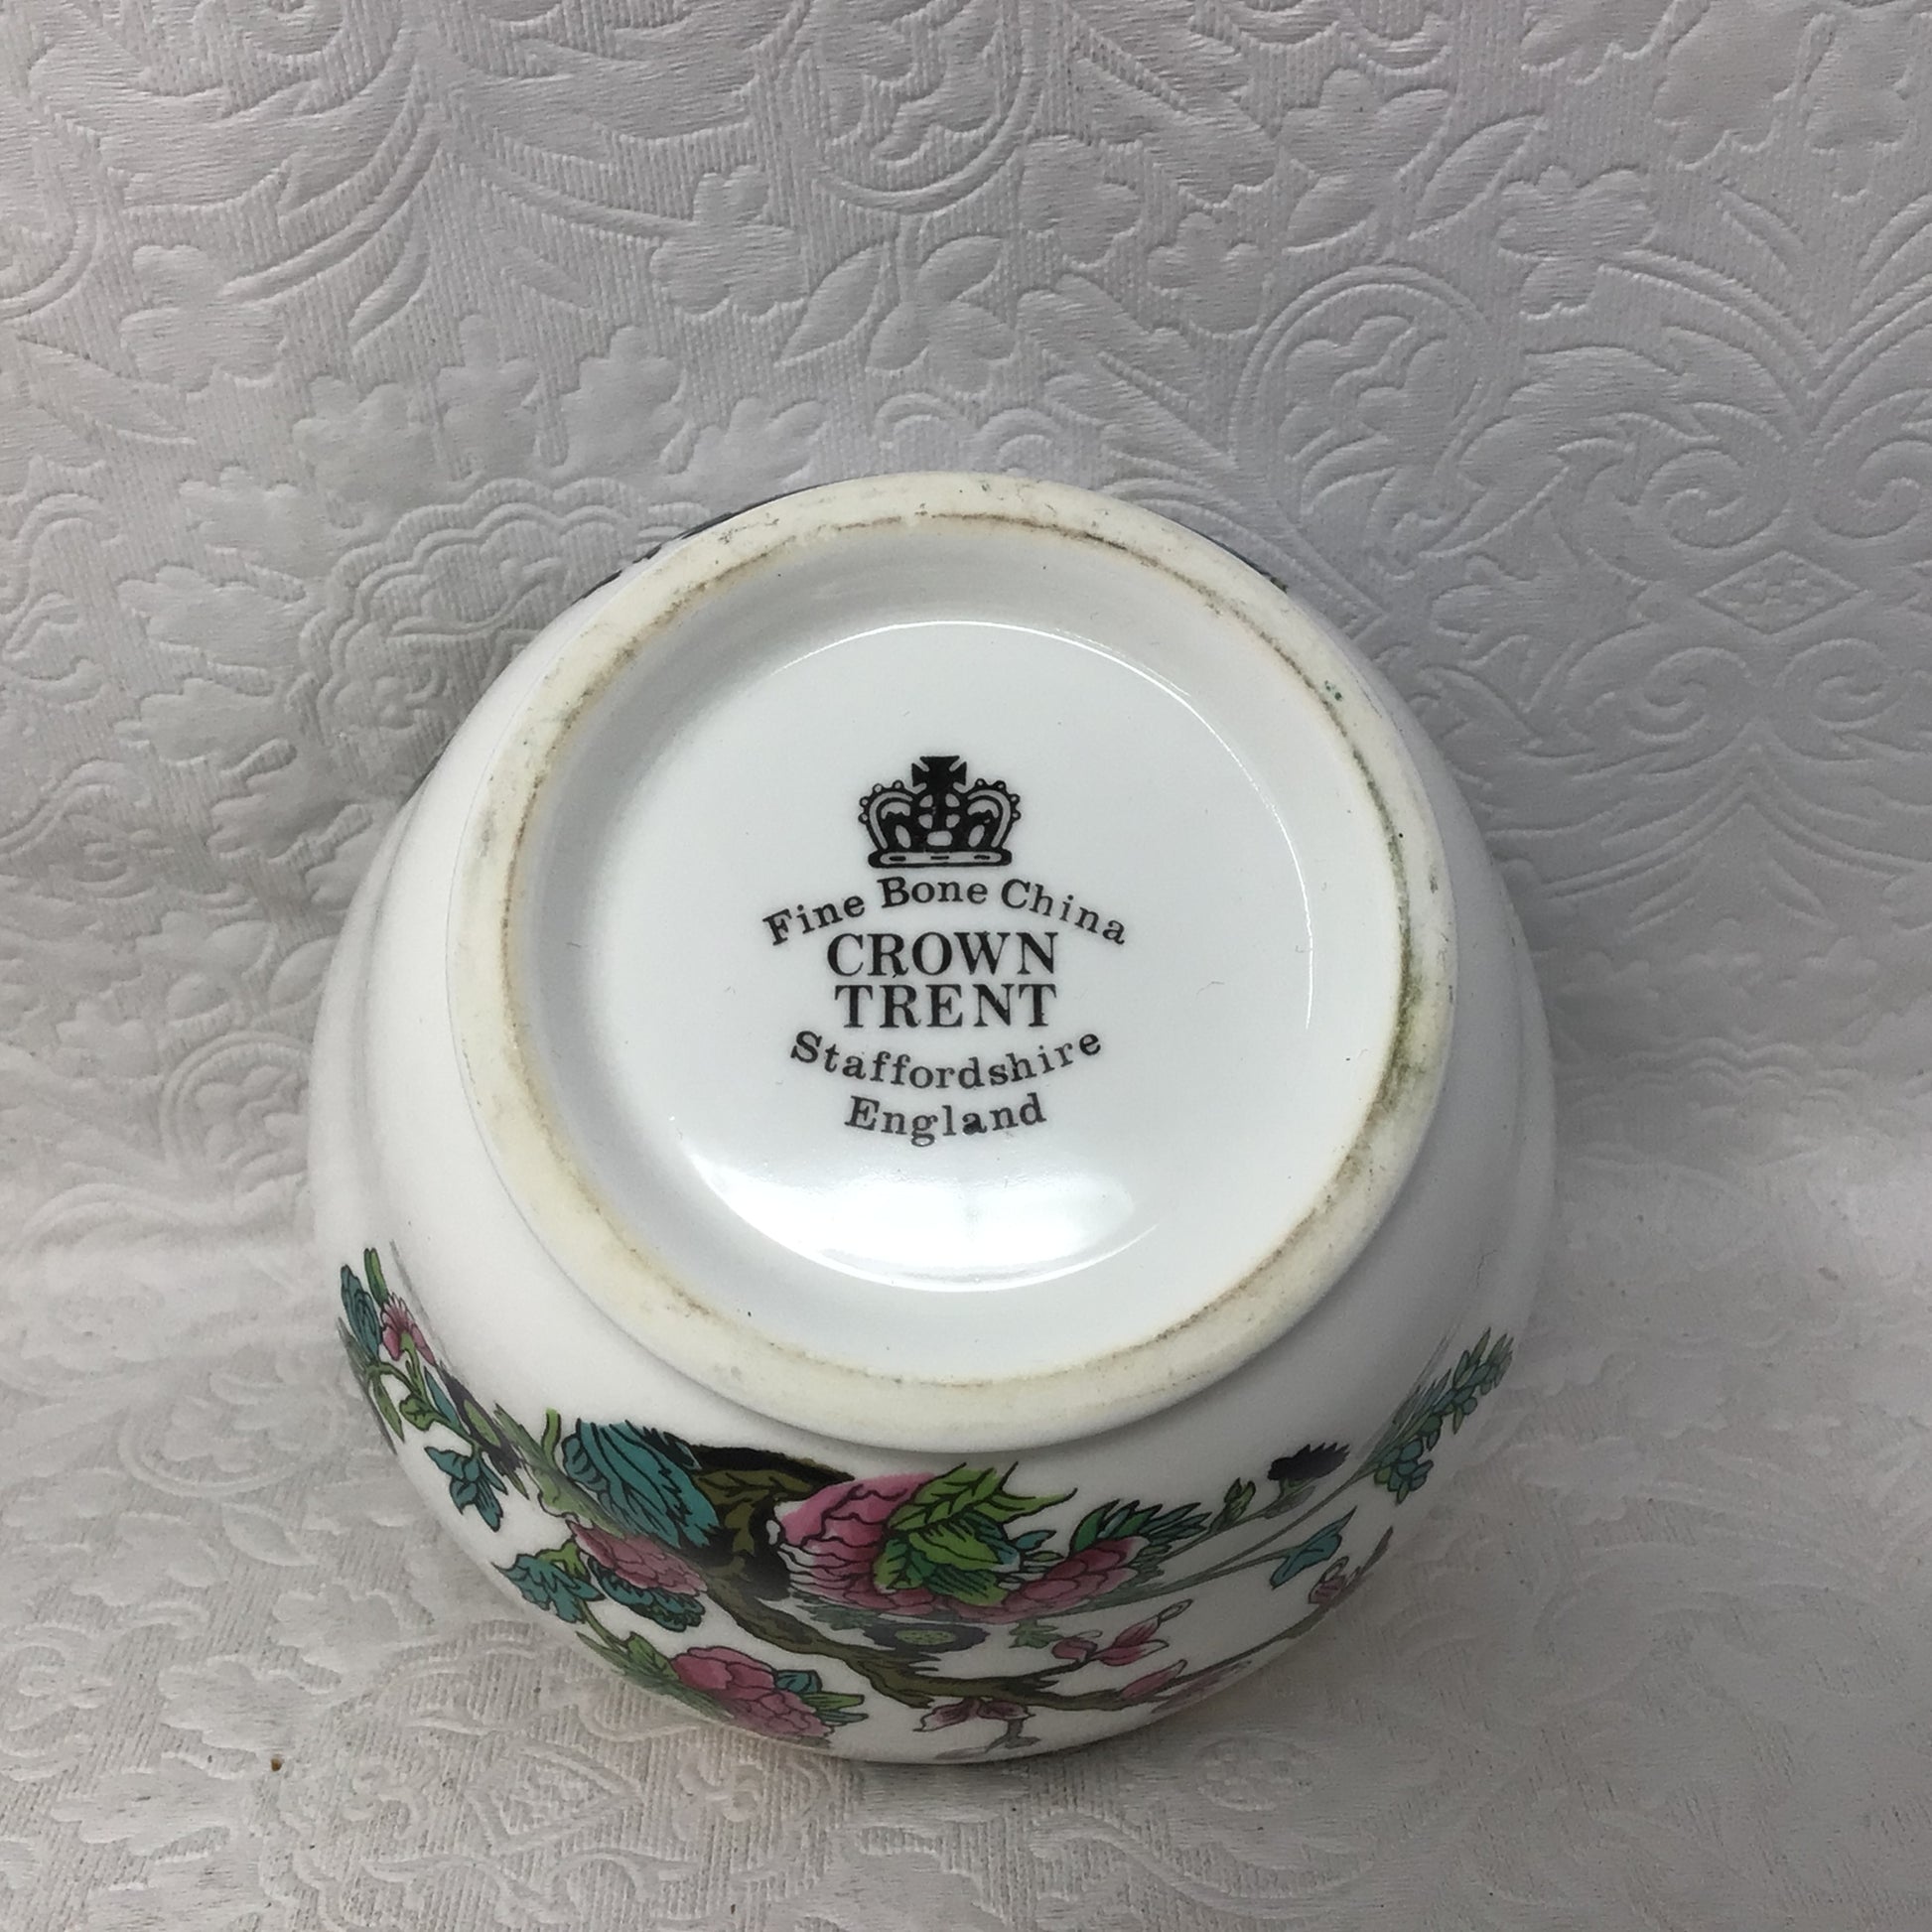 Fine Bone China
CROWN
TRENT
Staffordshire
England